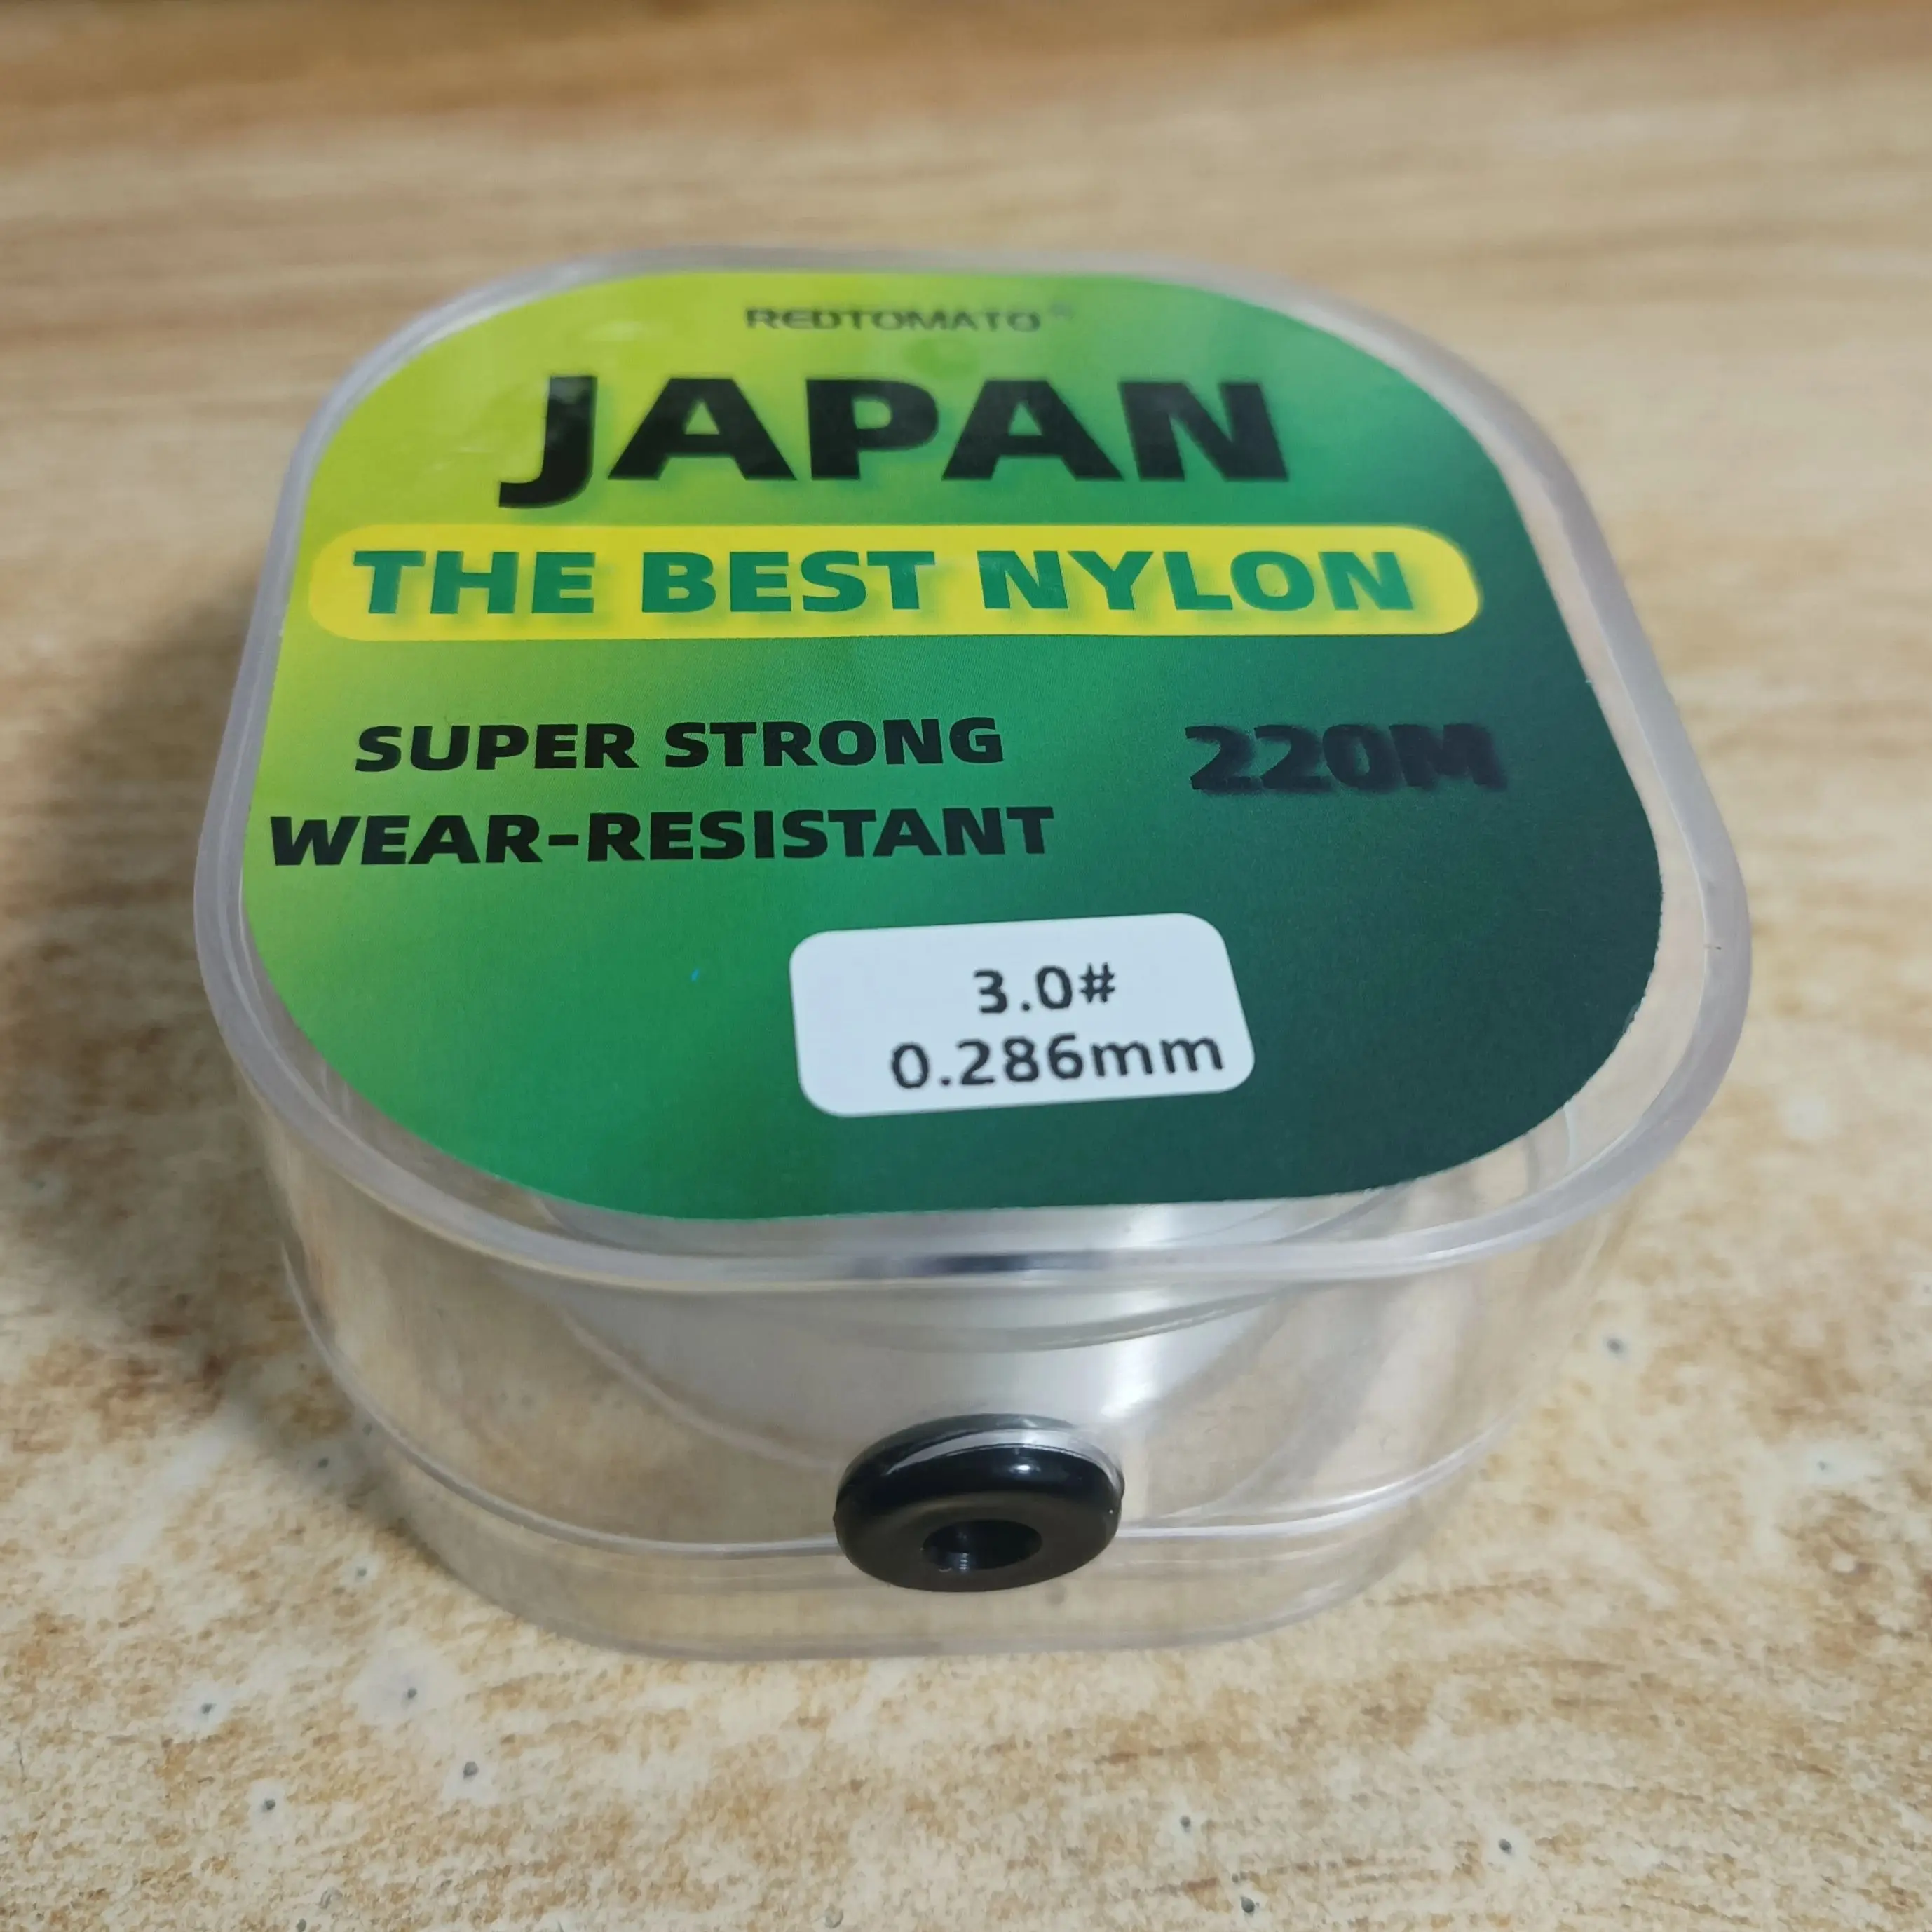 REDTOMATO®
JAPAN
THE BEST NYLON
SUPER STRONG
WEAR-RESISTANT
220M
3.0#
0.286mm